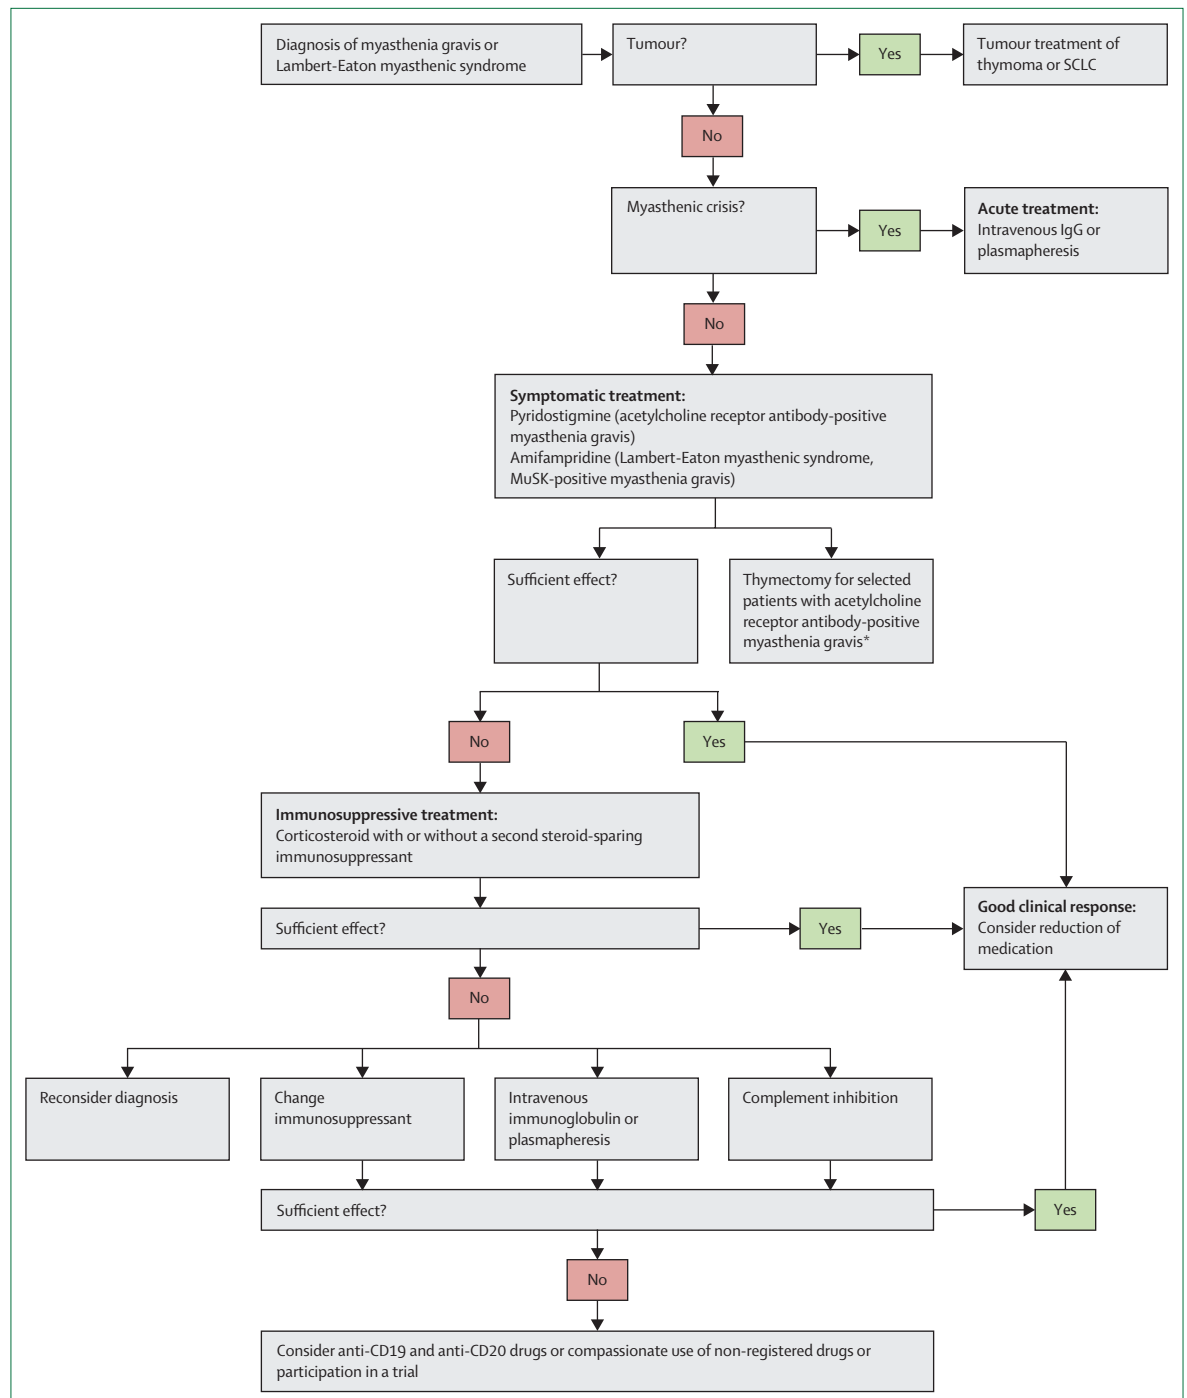 Diagnosis of myasthenia gravis or
Lambert-Eaton myasthenic syndrome
Tumour?
Yes
Tumour treatment of
thymoma or SCLC
No
Myasthenic crisis?
Yes
Acute treatment:
Intravenous IgG or
plasmapheresis
No
Symptomatic treatment:
Pyridostigmine (acetylcholine receptor antibody-positive
myasthenia gravis)
Amifampridine (Lambert-Eaton myasthenic syndrome,
MuSK-positive myasthenia gravis)
Sufficient effect?
Thymectomy for selected
patients with acetylcholine
receptor antibody-positive
myasthenia gravis*
No
Yes
Immunosuppressive treatment:
Corticosteroid with or without a second steroid-sparing
immunosuppressant
Sufficient effect?
Yes
Good clinical response:
Consider reduction of
medication
No
Reconsider diagnosis
Change
immunosuppressant
Intravenous
immunoglobulin or
plasmapheresis
Complement inhibition
Sufficient effect?
Yes
No
Consider anti-CD19 and anti-CD20 drugs or compassionate use of non-registered drugs or
participation in a trial